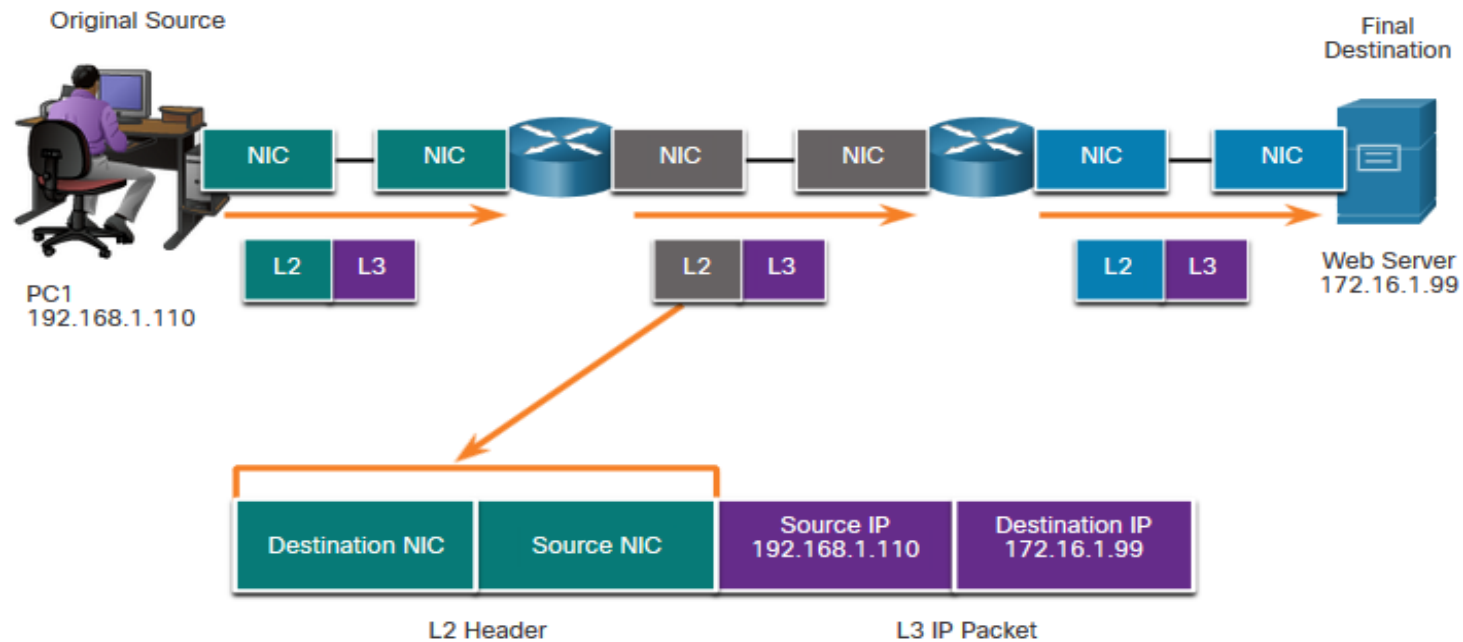 Original Source
Final
Destination
NIC
NIC
NIC
NIC
NIC
NIC
L2
L3
L2
L3
L2
L3
PC1
192.168.1.110
Web Server
172.16.1.99
Destination NIC
Source NIC
Source IP
192.168.1.110
Destination IP
172.16.1.99
L2 Header
L3 IP Packet